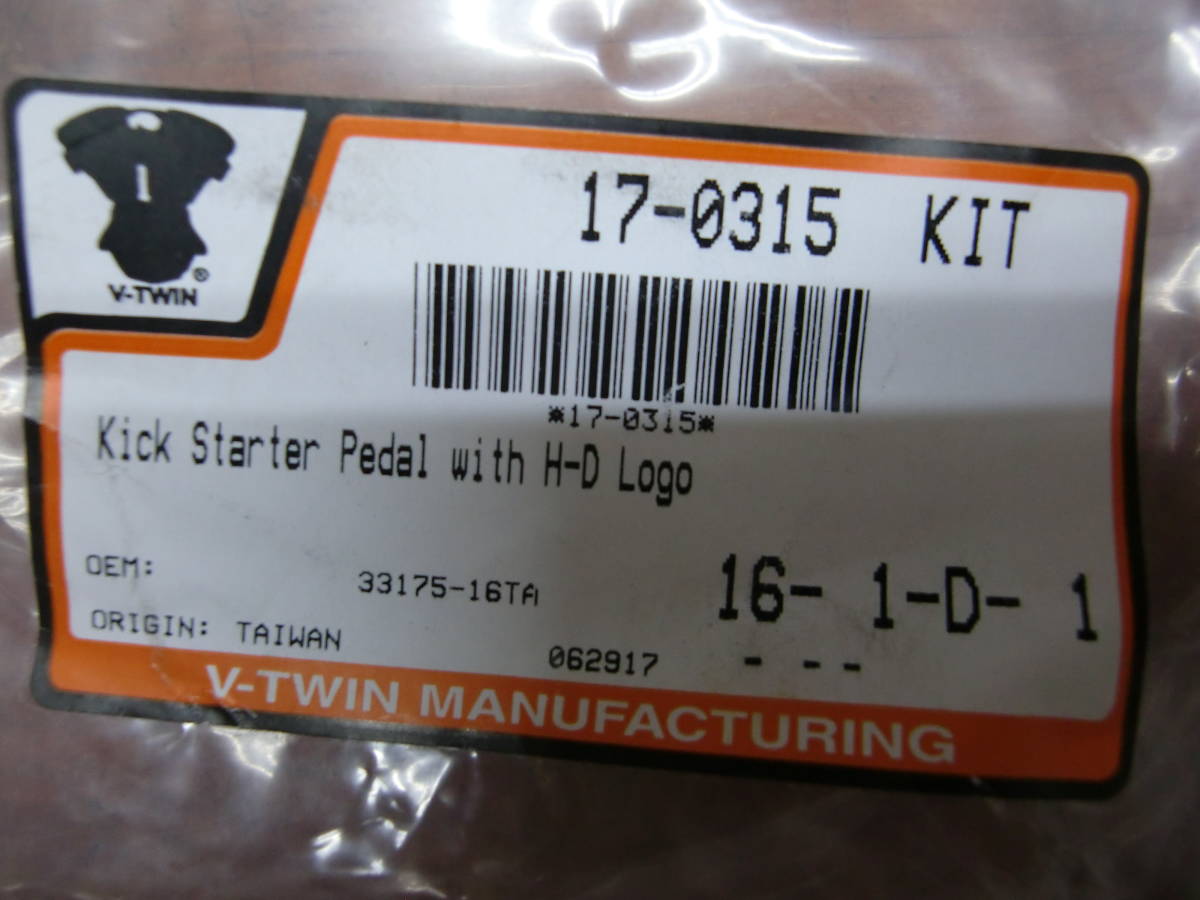 1
V-TWIN®
17-0315 KIT
*17-0315*
Kick Starter Pedal with H-D Logo
OEM: 33175-16TA
16- 1-D- 1
ORIGIN: TAIWAN
062917 - - -
V-TWIN MANUFACTURING